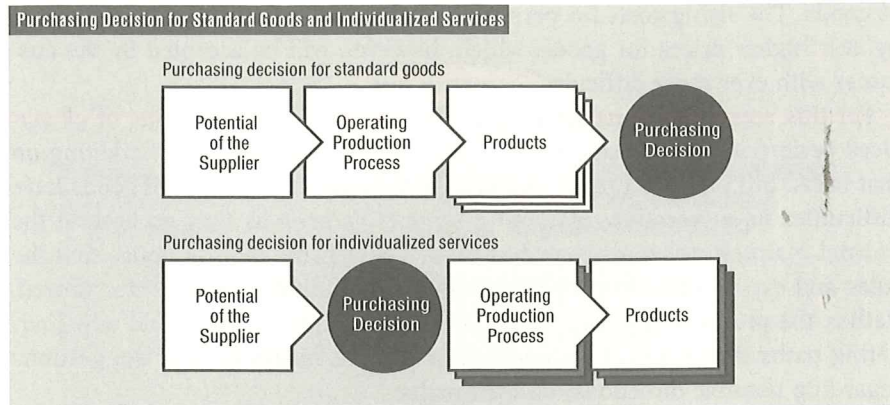 Purchasing Decision for Standard Goods and Individualized Services
Purchasing decision for standard goods
Potential
of the
Supplier
Operating
Production
Process
Products
Purchasing
Decision
Purchasing decision for individualized services
Potential
of the
Supplier
Purchasing
Decision
Operating
Production
Process
Products